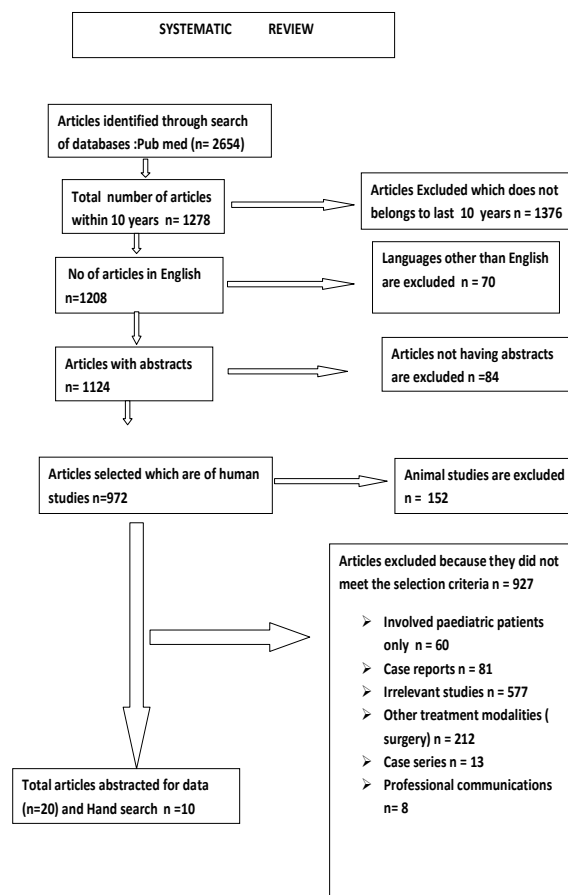 SYSTEMATIC REVIEW
Articles identified through search
of databases :Pub med (n= 2654)
Total number of articles
within 10 years n= 1278
Articles Excluded which does not
belongs to last 10 years n = 1376
No of articles in English
n=1208
Languages other than English
are excluded n = 70
Articles with abstracts
n= 1124
Articles not having abstracts
are excluded n =84
Articles selected which are of human
studies n=972
Animal studies are excluded
n = 152
Articles excluded because they did not
meet the selection criteria n = 927
➢ Involved paediatric patients
only n = 60
➢ Case reports n = 81
➢ Irrelevant studies n = 577
➢ Other treatment modalities (
surgery) n = 212
➢ Case series n = 13
➢ Professional communications
n= 8
Total articles abstracted for data
(n=20) and Hand search n =10